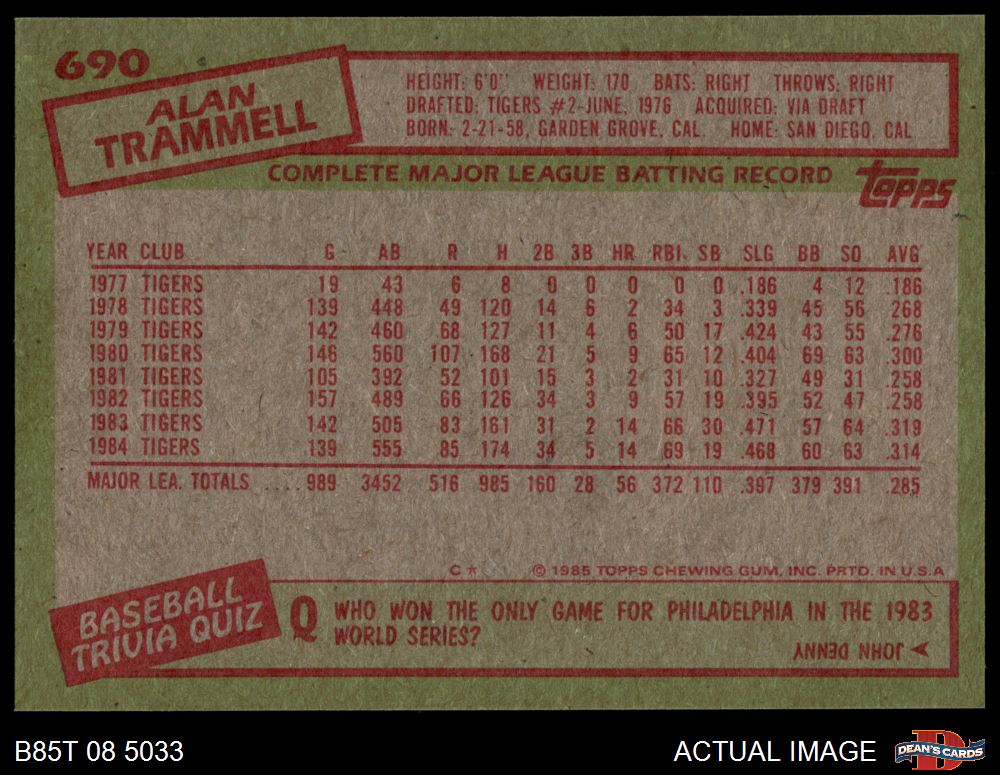 690
ALAN
TRAMMELL
HEIGHT: 6'0" WEIGHT: 170 BATS: RIGHT THROWS: RIGHT
DRAFTED: TIGERS #2-JUNE, 1976 ACQUIRED: VIA DRAFT
BORN: 2-21-58, GARDEN GROVE, CAL. HOME: SAN DIEGO, CAL
COMPLETE MAJOR LEAGUE BATTING RECORD
topps
YEAR CLUB G AB R H 2B 3B HR RBI SB SLG BB SO AVG
1977 TIGERS 19 43 6 8 0 0 0 0 0 .186 4 12 .186
1978 TIGERS 139 448 49 120 14 6 2 34 3 .339 45 56 .268
1979 TIGERS 142 460 68 127 11 4 6 50 17 .424 43 55 .276
1980 TIGERS 146 560 107 168 21 5 9 65 12 .404 69 63 .300
1981 TIGERS 105 392 52 101 15 3 2 31 10 .327 49 31 .258
1982 TIGERS 157 489 66 126 34 3 9 57 19 .395 52 47 .258
1983 TIGERS 142 505 83 161 31 2 14 66 30 .471 57 64 .319
1984 TIGERS 139 555 85 174 34 5 14 69 19 .468 60 63 .314
MAJOR LEA. TOTALS .... 989 3452 516 985 160 28 56 372 110 .397 379 391 .285
C * © 1985 TOPPS CHEWING GUM, INC. PRTD. IN U.S.A
BASEBALL
TRIVIA QUIZ
Q WHO WON THE ONLY GAME FOR PHILADELPHIA IN THE 1983
WORLD SERIES?
JOHN DENNY
B85T 08 5033
ACTUAL IMAGE
DEAN'S CARDS